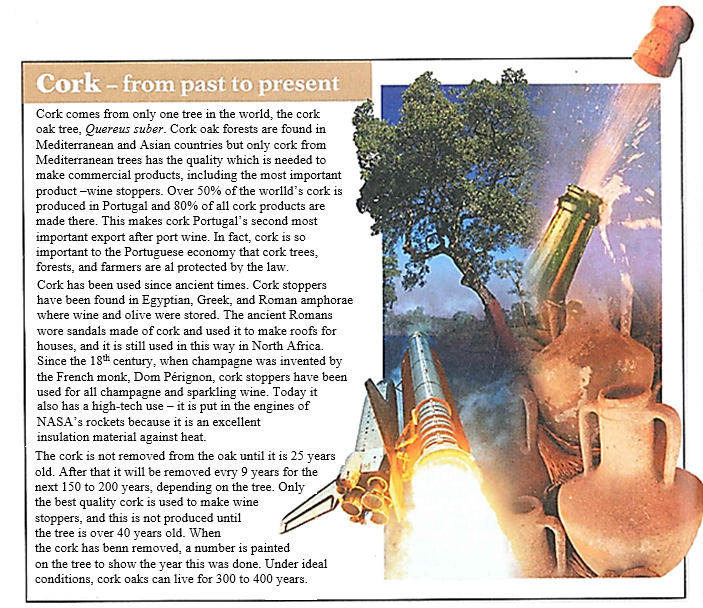 Cork – from past to present
Cork comes from only one tree in the world, the cork
oak tree, Quereus suber. Cork oak forests are found in
Mediterranean and Asian countries but only cork from
Mediterranean trees has the quality which is needed to
make commercial products, including the most important
product –wine stoppers. Over 50% of the worlld’s cork is
produced in Portugal and 80% of all cork products are
made there. This makes cork Portugal’s second most
important export after port wine. In fact, cork is so
important to the Portuguese economy that cork trees,
forests, and farmers are al protected by the law.
Cork has been used since ancient times. Cork stoppers
have been found in Egyptian, Greek, and Roman amphorae
where wine and olive were stored. The ancient Romans
wore sandals made of cork and used it to make roofs for
houses, and it is still used in this way in North Africa.
Since the 18th century, when champagne was invented by
the French monk, Dom Pérignon, cork stoppers have been
used for all champagne and sparkling wine. Today it
also has a high-tech use – it is put in the engines of
NASA’s rockets because it is an excellent
insulation material against heat.
The cork is not removed from the oak until it is 25 years
old. After that it will be removed evry 9 years for the
next 150 to 200 years, depending on the tree. Only
the best quality cork is used to make wine
stoppers, and this is not produced until
the tree is over 40 years old. When
the cork has benn removed, a number is painted
on the tree to show the year this was done. Under ideal
conditions, cork oaks can live for 300 to 400 years.